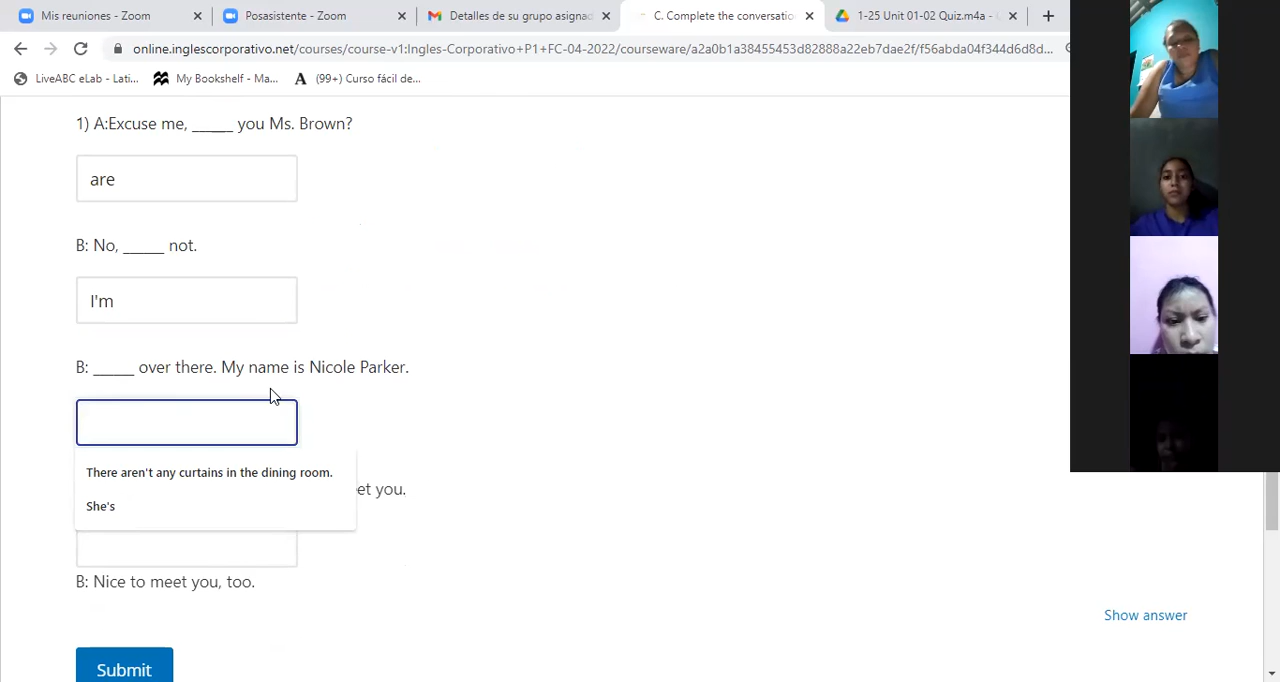 Mis reuniones - Zoom
Posasistente - Zoom
Detalles de su grupo asignad
C. Complete the conversatio
1-25 Unit 01-02 Quiz.m4a -
online.inglescorporativo.net/courses/course-v1:Ingles-Corporativo+P1+FC-04-2022/courseware/a2a0b1a38455453d82888a22eb7dae2f/f56abda04f344d6d8d...
LiveABC eLab - Lati...
My Bookshelf - Ma...
A (99+) Curso fácil de...
1) A:Excuse me, _____ you Ms. Brown?
are
B: No, _____ not.
I'm
B: _____ over there. My name is Nicole Parker.
There aren't any curtains in the dining room.
et you.
She's
B: Nice to meet you, too.
Show answer
Submit